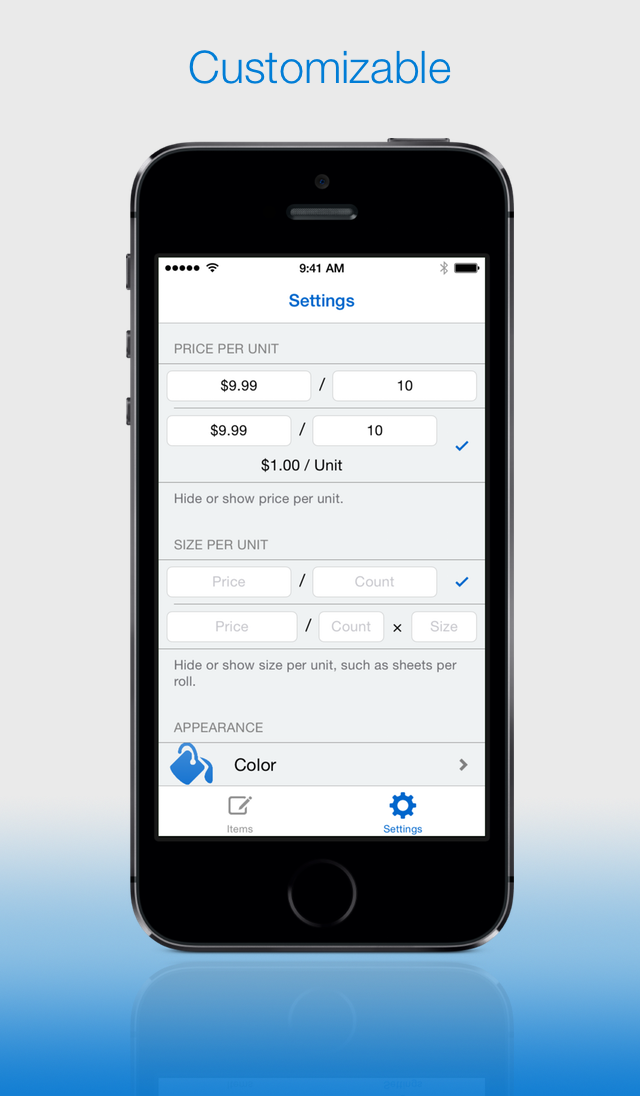 Customizable
9:41 AM
Settings
PRICE PER UNIT
$9.99 / 10
$9.99 / 10
$1.00 / Unit
Hide or show price per unit.
SIZE PER UNIT
Price / Count
Price / Count × Size
Hide or show size per unit, such as sheets per
roll.
APPEARANCE
Color
Items Settings